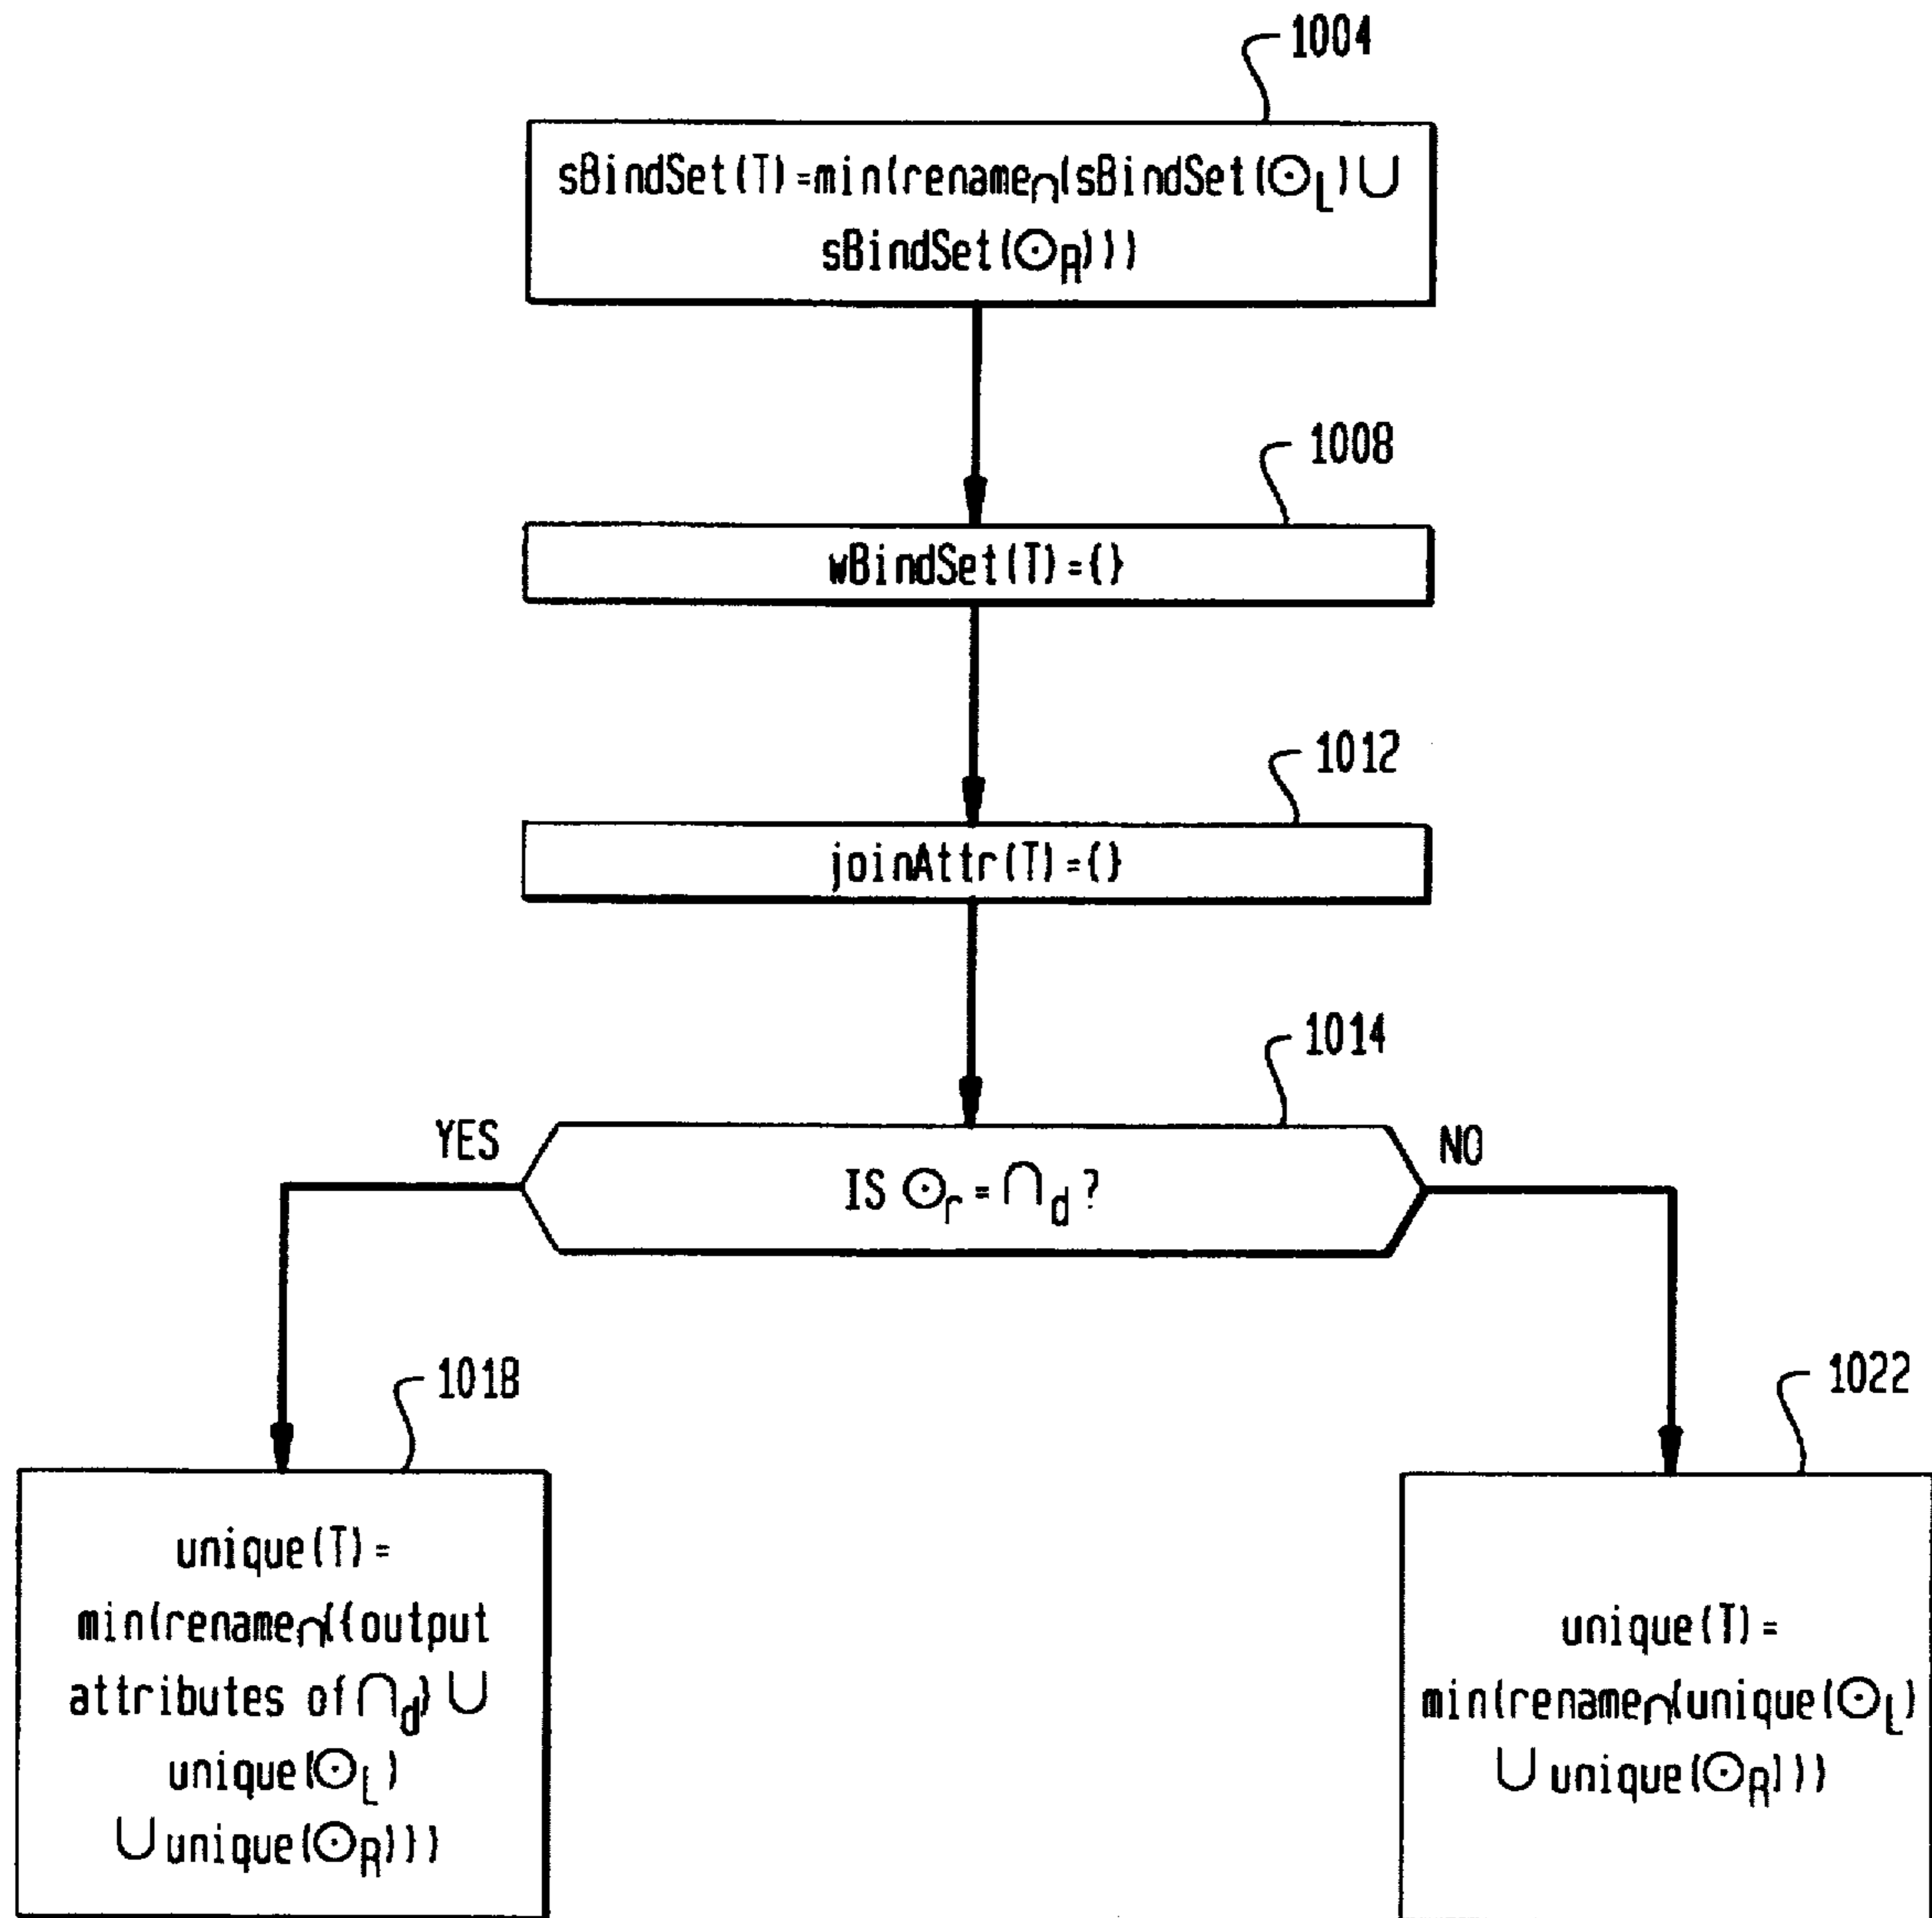 1004
sBindSet(T)=min(rename∩(sBindSet(⊙L)∪
sBindSet(⊙R)))
1008
wBindSet(T)={}
1012
joinAttr(T)={}
1014
YES
NO
IS ⊙r=∩d?
1018
unique(T)=
min(rename∩({output
attributes of ∩d}∪
unique(⊙L)
∪unique(⊙R)))
1022
unique(T)=
min(rename∩(unique(⊙L)
∪unique(⊙R)))